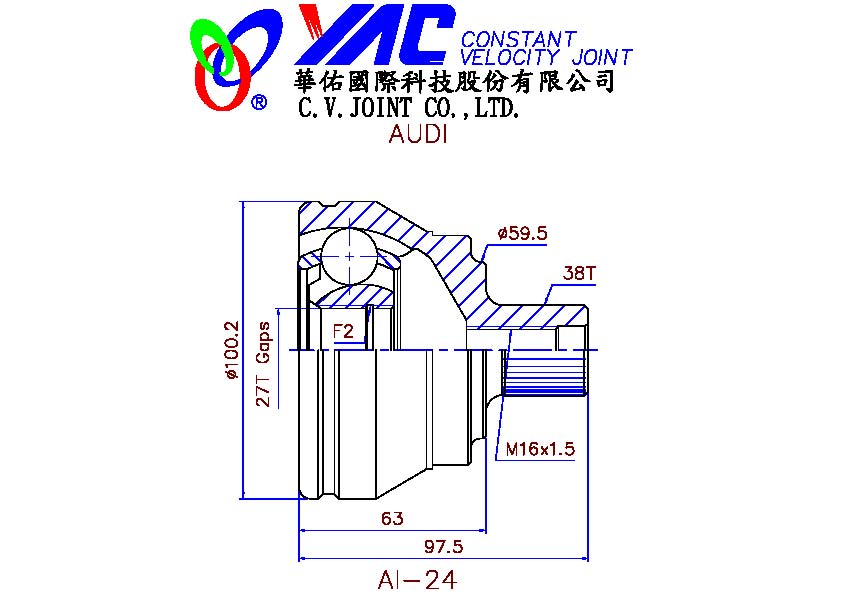 YAC CONSTANT
VELOCITY JOINT
®
華佑國際科技股份有限公司
C.V.JOINT CO.,LTD.
AUDI
ø59.5
38T
ø100.2
27T Gaps
F2
M16x1.5
63
97.5
AI-24